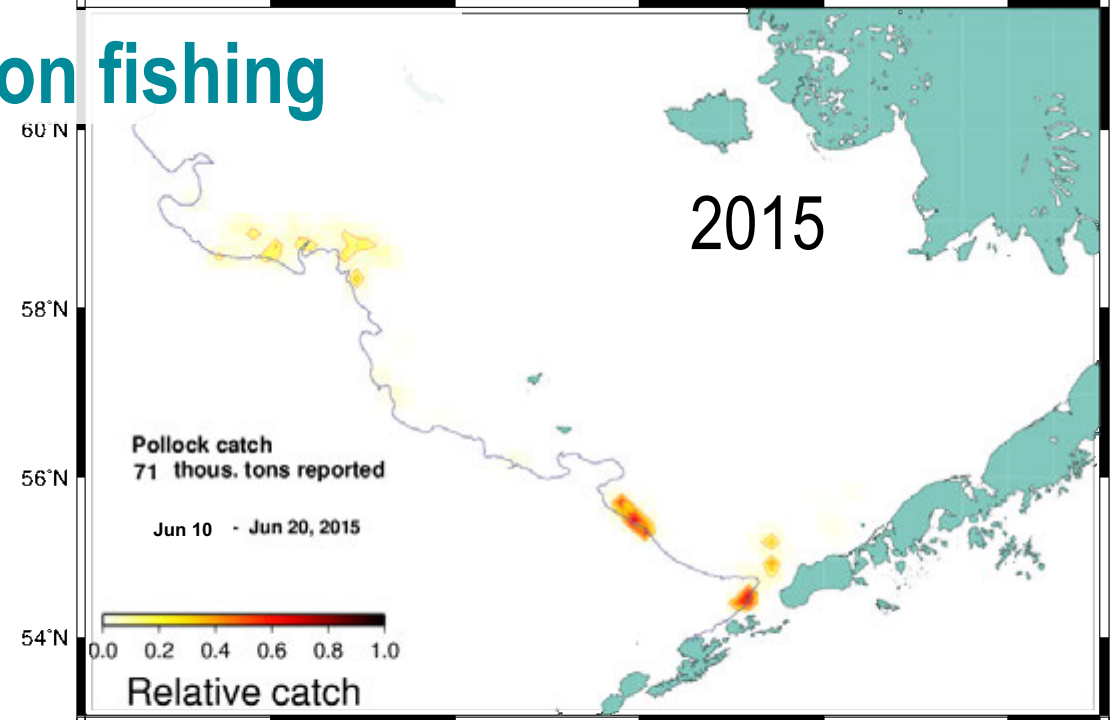 on fishing
60°N
2015
58°N
Pollock catch
71 thous. tons reported
56°N
Jun 10 - Jun 20, 2015
54°N
0.0 0.2 0.4 0.6 0.8 1.0
Relative catch